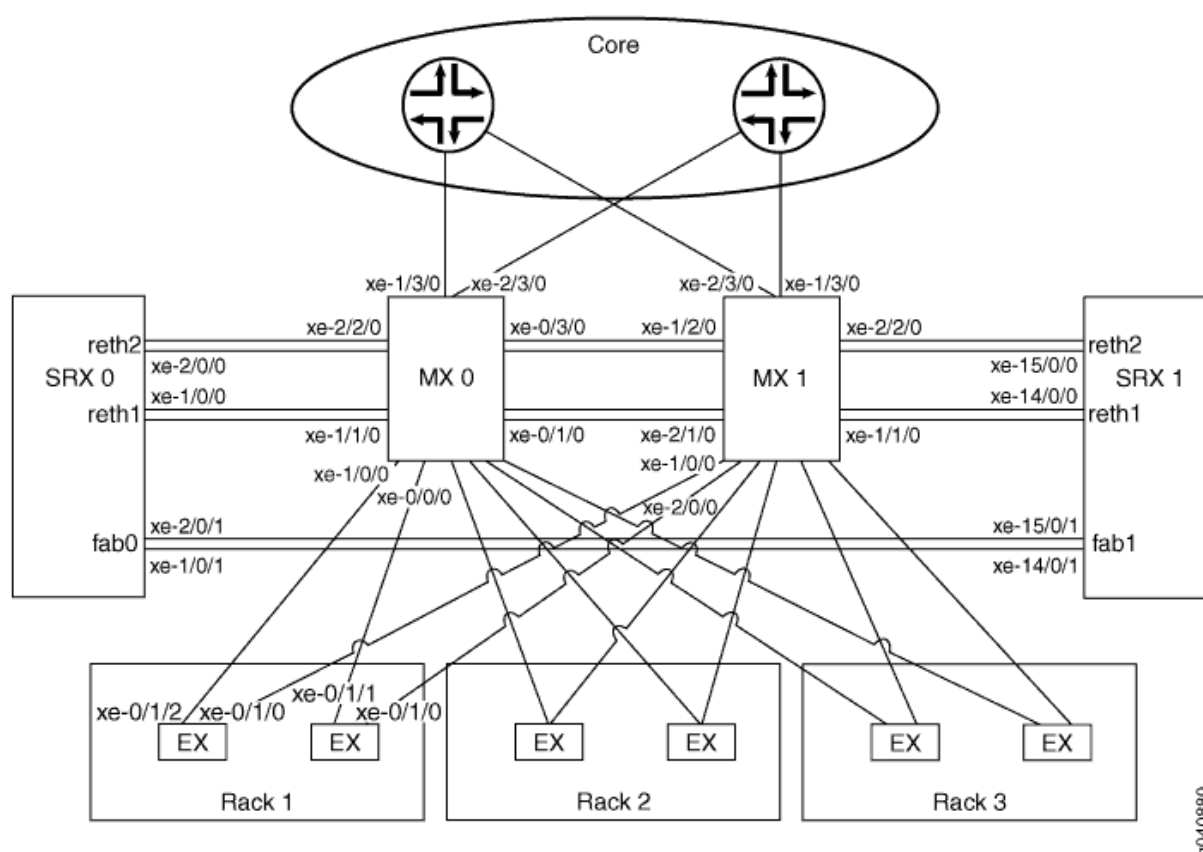 Core
xe-1/3/0 xe-2/3/0 xe-2/3/0 xe-1/3/0
xe-2/2/0 xe-0/3/0 xe-1/2/0 xe-2/2/0
reth2 reth2
xe-2/0/0 xe-15/0/0
SRX 0 MX 0 MX 1 SRX 1
xe-1/0/0 xe-14/0/0
reth1 reth1
xe-1/1/0 xe-0/1/0 xe-2/1/0 xe-1/1/0
xe-1/0/0 xe-1/0/0
xe-0/0/0 xe-2/0/0
xe-2/0/1 xe-15/0/1
fab0 fab1
xe-1/0/1 xe-14/0/1
xe-0/1/1
xe-0/1/2 xe-0/1/0 xe-0/1/0
EX EX EX EX EX EX
Rack 1 Rack 2 Rack 3